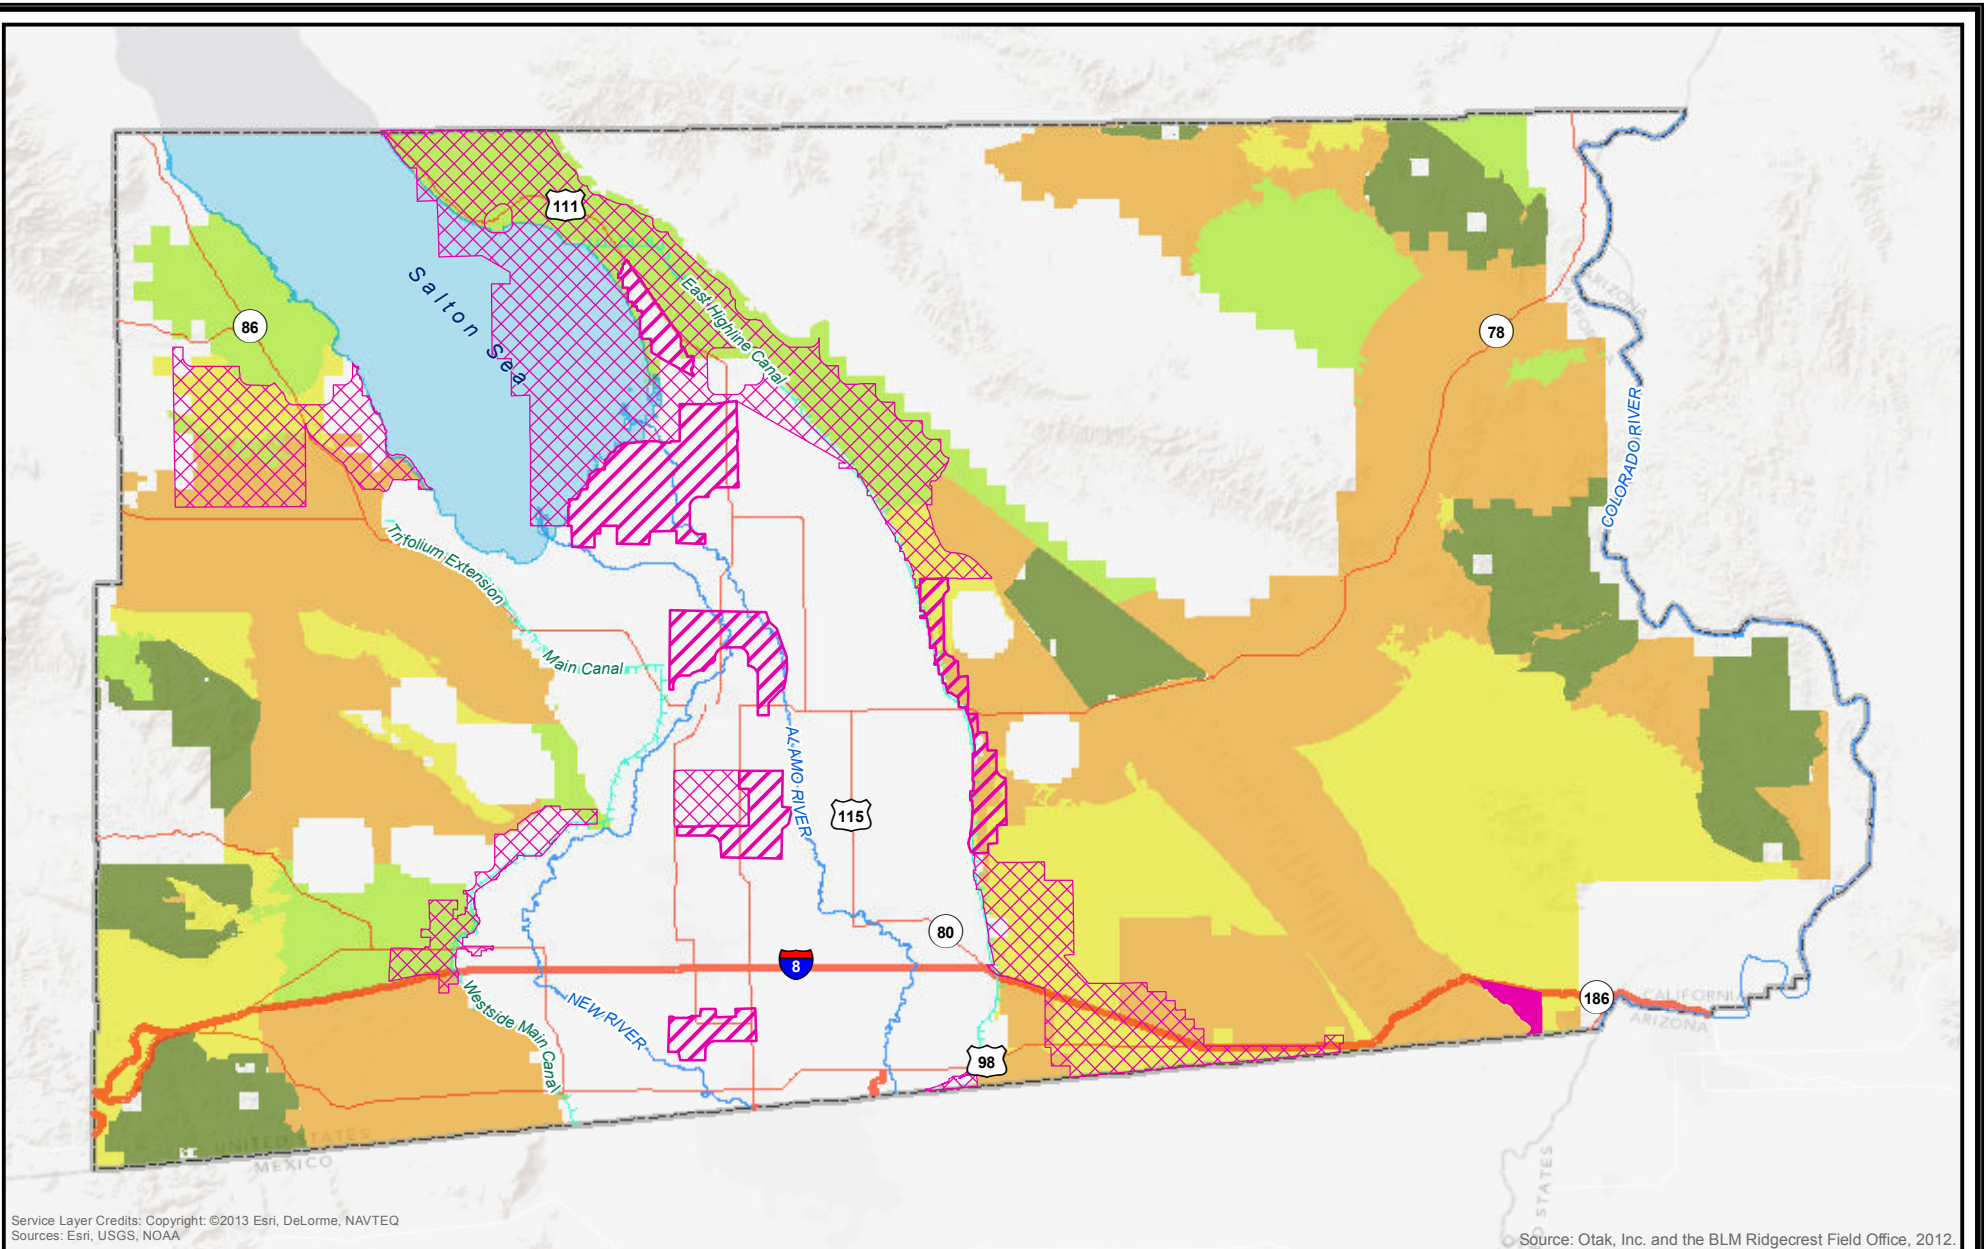 111
Salton Sea
East Highline Canal
86
78
ARIZONA
COLORADO RIVER
Trifolium Extension
Main Canal
ALAMO RIVER
115
80
8
186
CALIFORNIA
ARIZONA
NEW RIVER
Westside Main Canal
98
UNITED STATES
MEXICO
STATES
Service Layer Credits: Copyright: ©2013 Esri, DeLorme, NAVTEQ
Sources: Esri, USGS, NOAA
Source: Otak, Inc. and the BLM Ridgecrest Field Office, 2012.